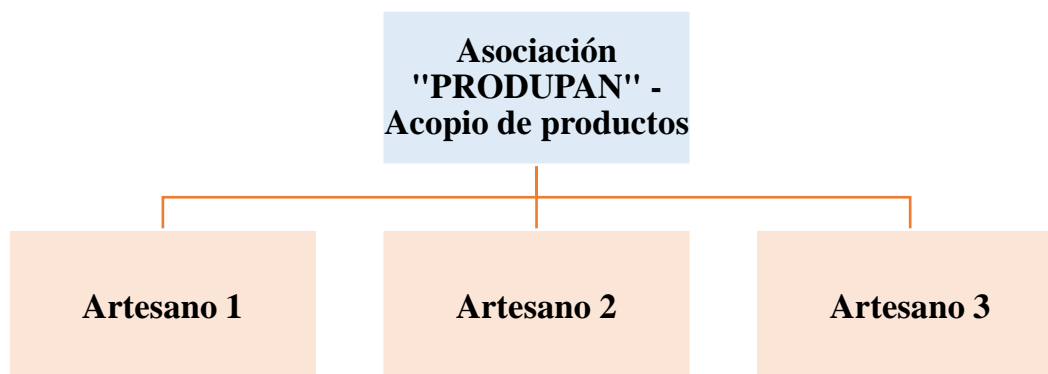 Asociación
"PRODUPAN" -
Acopio de productos
Artesano 1
Artesano 2
Artesano 3